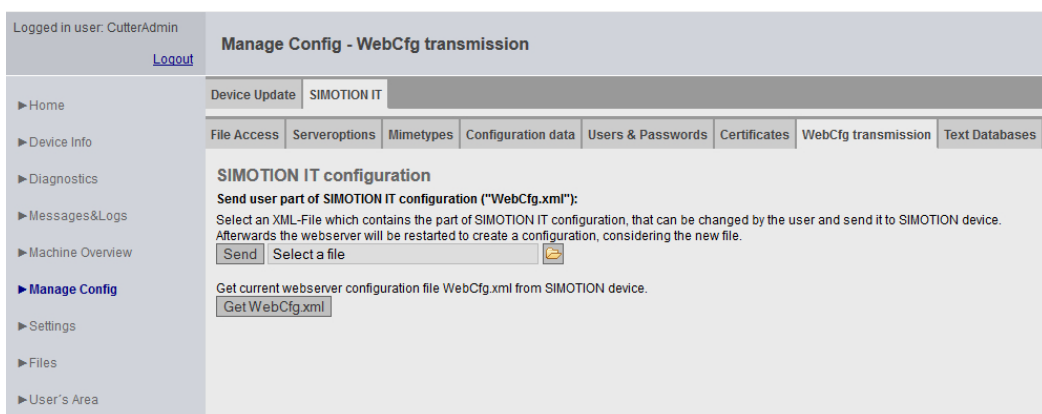 Logged in user: CutterAdmin
Logout
Manage Config - WebCfg transmission
►Home
►Device Info
►Diagnostics
►Messages&Logs
►Machine Overview
►Manage Config
►Settings
►Files
►User´s Area
Device Update SIMOTION IT
File Access Serveroptions Mimetypes Configuration data Users & Passwords Certificates WebCfg transmission Text Databases
SIMOTION IT configuration
Send user part of SIMOTION IT configuration ("WebCfg.xml"):
Select an XML-File which contains the part of SIMOTION IT configuration, that can be changed by the user and send it to SIMOTION device.
Afterwards the webserver will be restarted to create a configuration, considering the new file.
Send Select a file
Get current webserver configuration file WebCfg.xml from SIMOTION device.
Get WebCfg.xml